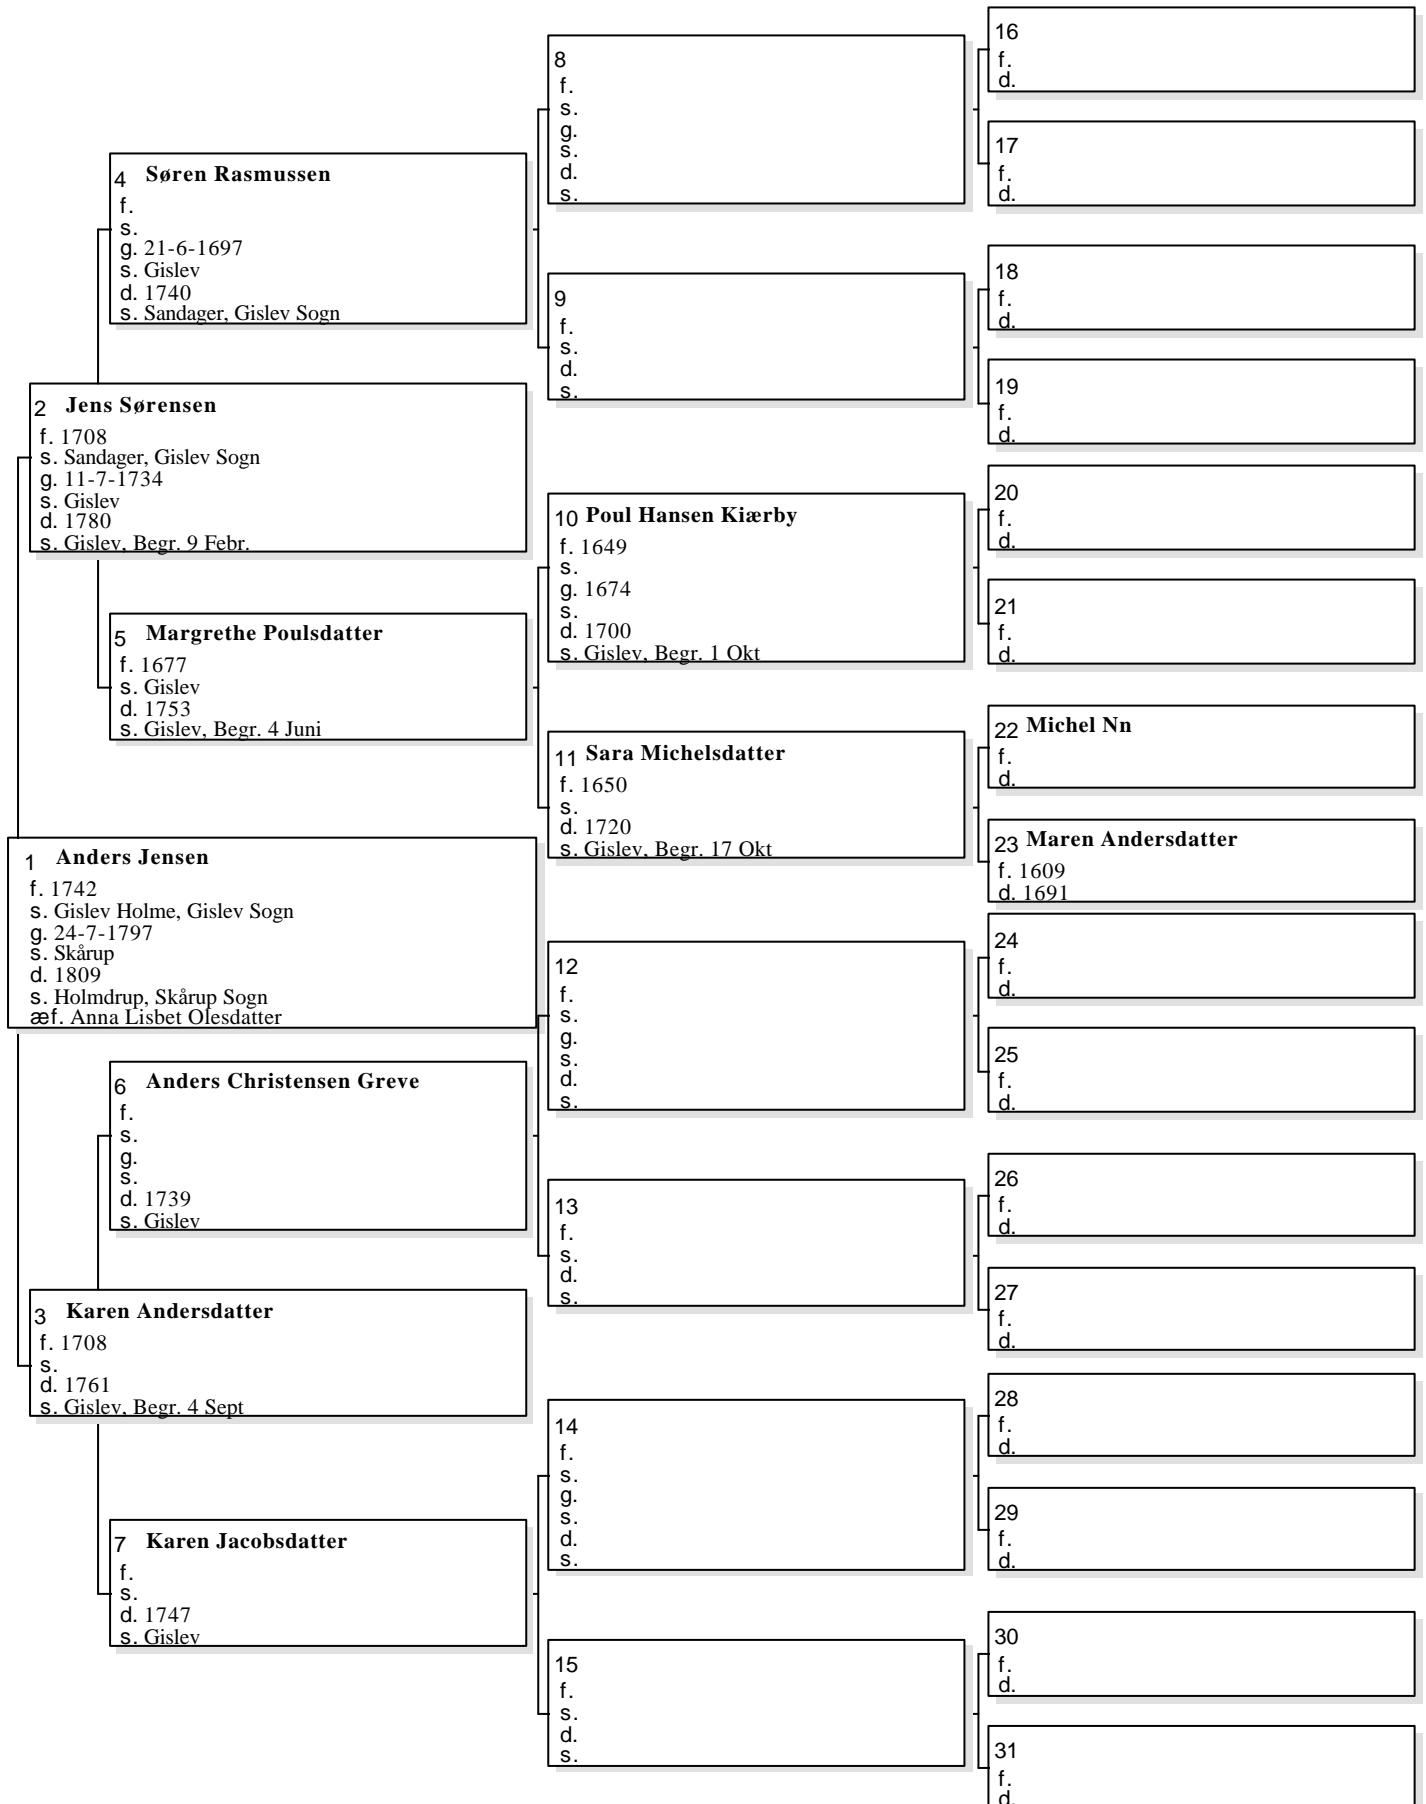 16
f.
d.
8
f.
s.
g.
s.
d.
s.
17
f.
d.
4 Søren Rasmussen
f.
s.
g. 21-6-1697
s. Gislev
d. 1740
s. Sandager, Gislev Sogn
18
f.
d.
9
f.
s.
d.
s.
19
f.
d.
2 Jens Sørensen
f. 1708
s. Sandager, Gislev Sogn
g. 11-7-1734
s. Gislev
d. 1780
s. Gislev, Begr. 9 Febr.
20
f.
d.
10 Poul Hansen Kiærby
f. 1649
s.
g. 1674
s.
d. 1700
s. Gislev, Begr. 1 Okt
21
f.
d.
5 Margrethe Poulsdatter
f. 1677
s. Gislev
d. 1753
s. Gislev, Begr. 4 Juni
22 Michel Nn
f.
d.
11 Sara Michelsdatter
f. 1650
s.
d. 1720
s. Gislev, Begr. 17 Okt
23 Maren Andersdatter
f. 1609
d. 1691
1 Anders Jensen
f. 1742
s. Gislev Holme, Gislev Sogn
g. 24-7-1797
s. Skårup
d. 1809
s. Holmdrup, Skårup Sogn
æf. Anna Lisbet Olesdatter
24
f.
d.
12
f.
s.
g.
s.
d.
s.
25
f.
d.
6 Anders Christensen Greve
f.
s.
g.
s.
d. 1739
s. Gislev
26
f.
d.
13
f.
s.
d.
s.
27
f.
d.
3 Karen Andersdatter
f. 1708
s.
d. 1761
s. Gislev, Begr. 4 Sept
28
f.
d.
14
f.
s.
g.
s.
d.
s.
29
f.
d.
7 Karen Jacobsdatter
f.
s.
d. 1747
s. Gislev
30
f.
d.
15
f.
s.
d.
s.
31
f.
d.